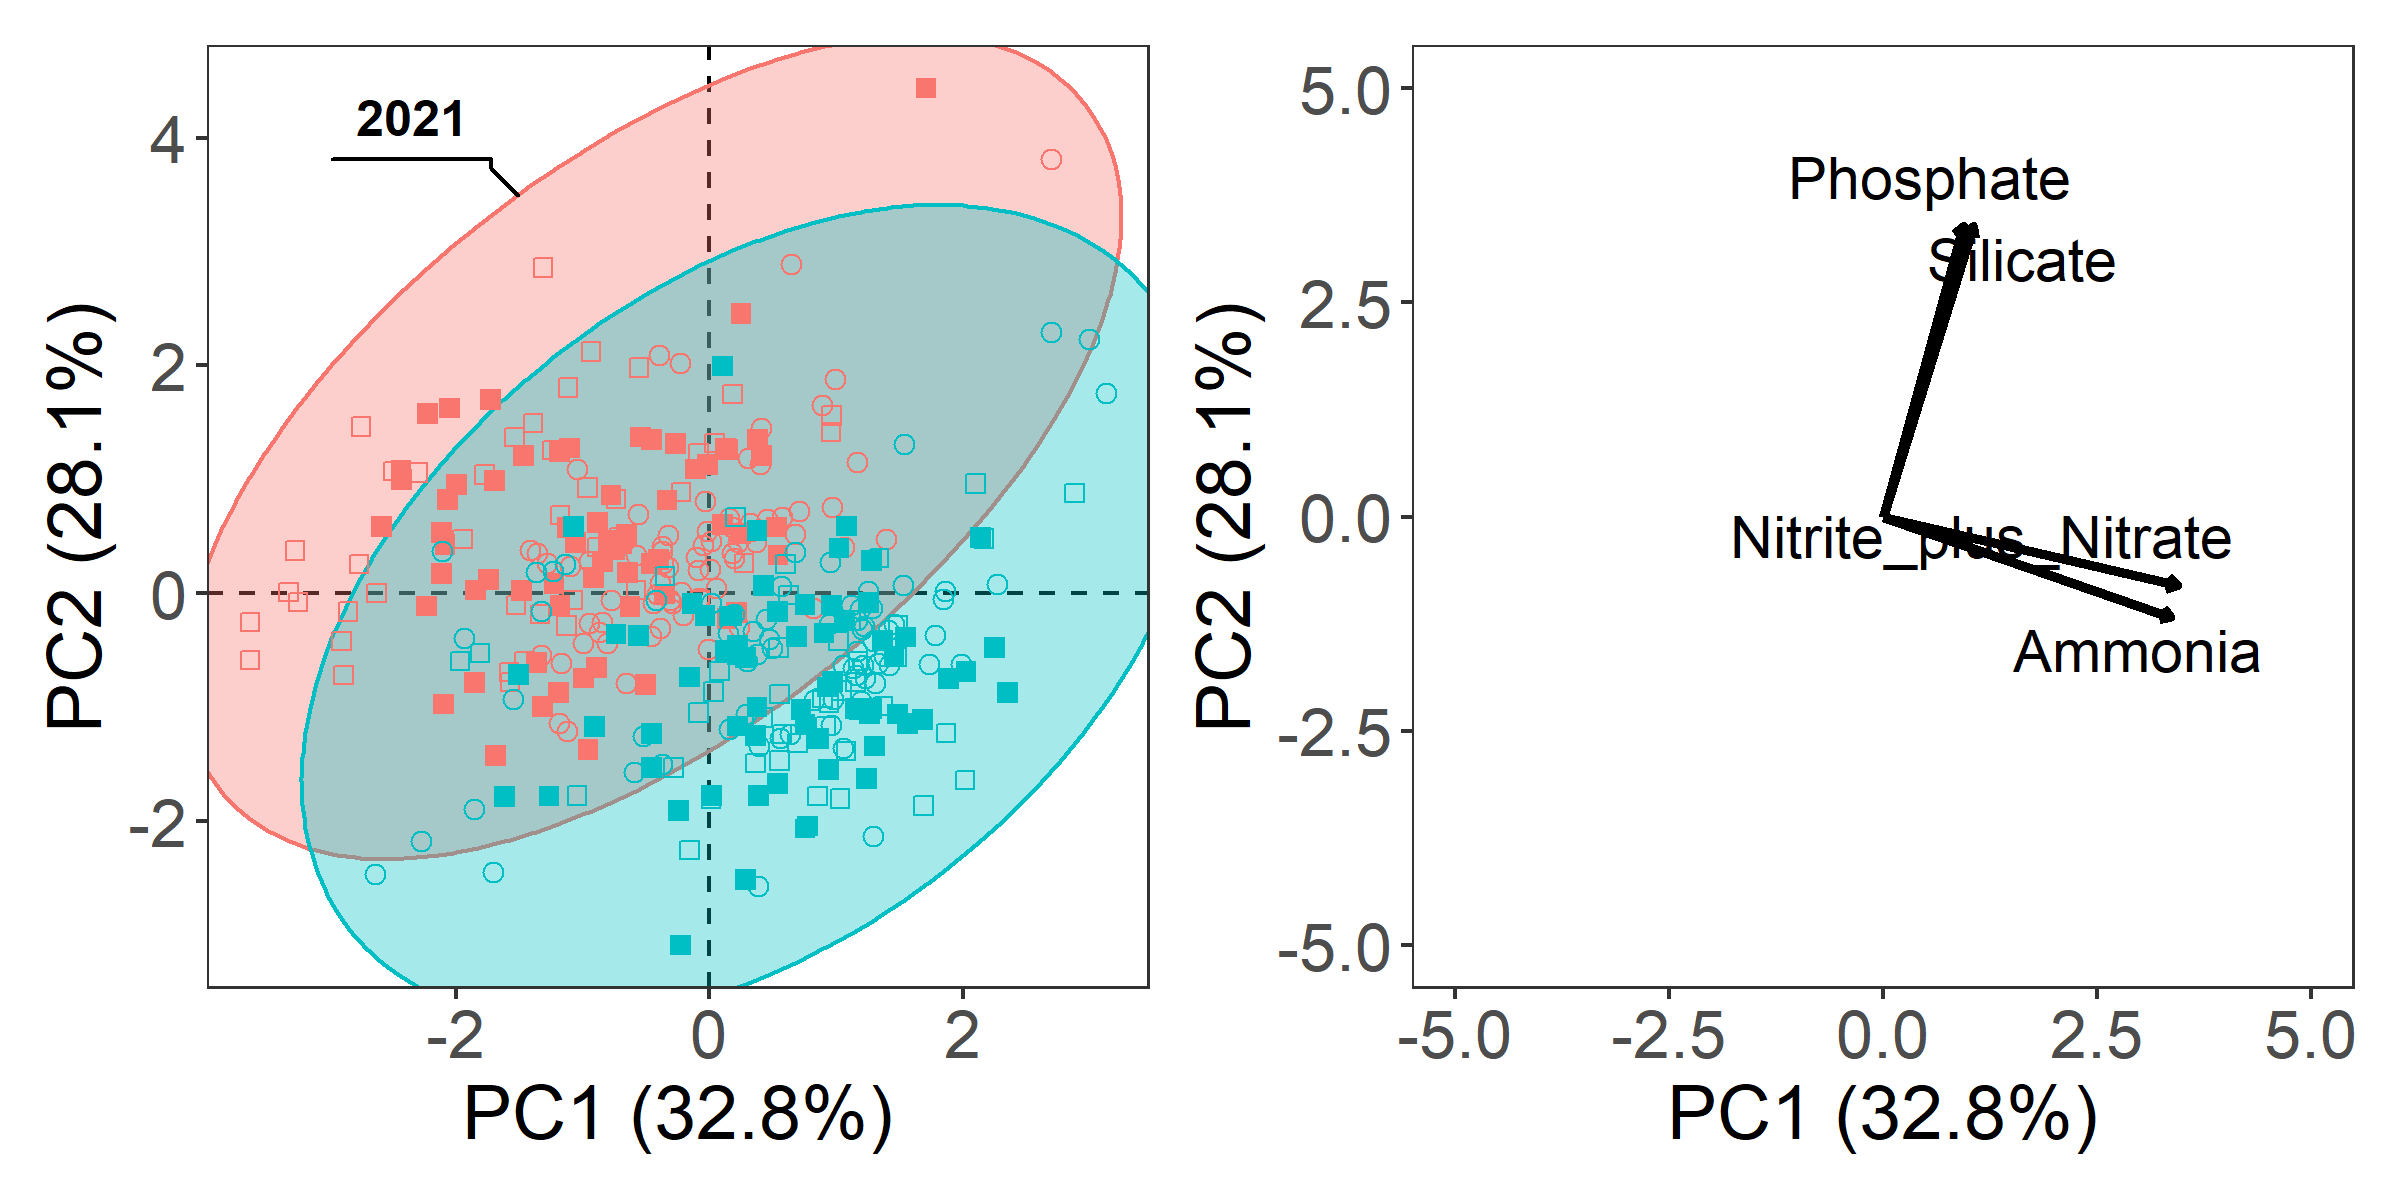 2021
4
2
0
-2
-2 0 2
PC1 (32.8%)
PC2 (28.1%)
5.0
2.5
0.0
-2.5
-5.0
-5.0 -2.5 0.0 2.5 5.0
PC1 (32.8%)
PC2 (28.1%)
Phosphate
Silicate
Nitrite_plus_Nitrate
Ammonia